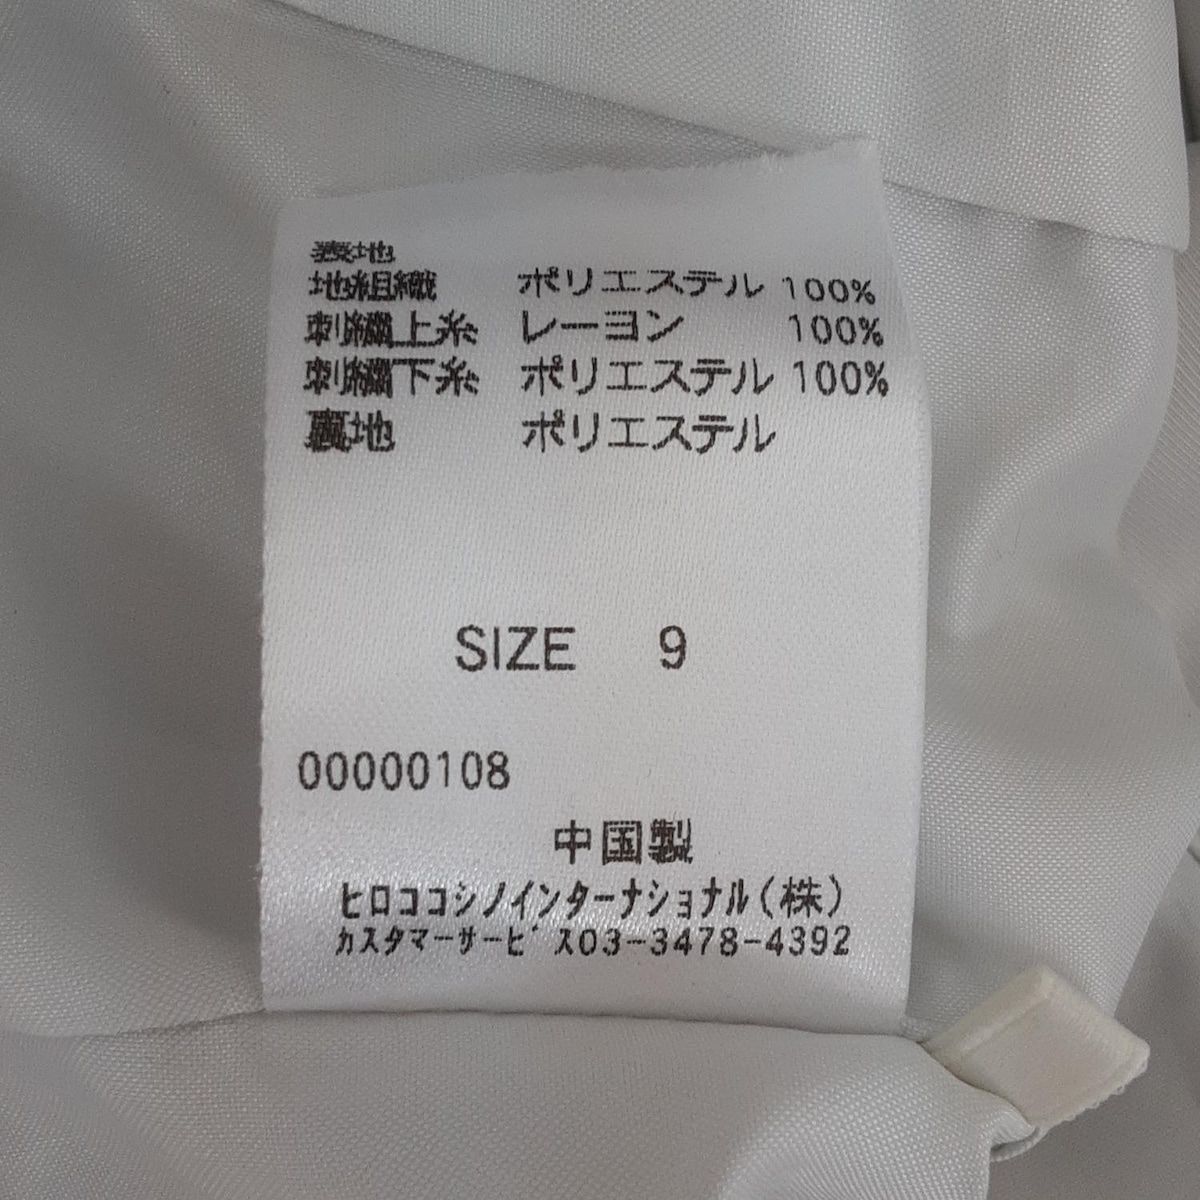 表地
地組織 ポリエステル 100%
刺繍上糸 レーヨン 100%
刺繍下糸 ポリエステル 100%
裏地 ポリエステル
SIZE 9
00000108
中国製
ヒロココシノインターナショナル(株)
カスタマーサービス03-3478-4392